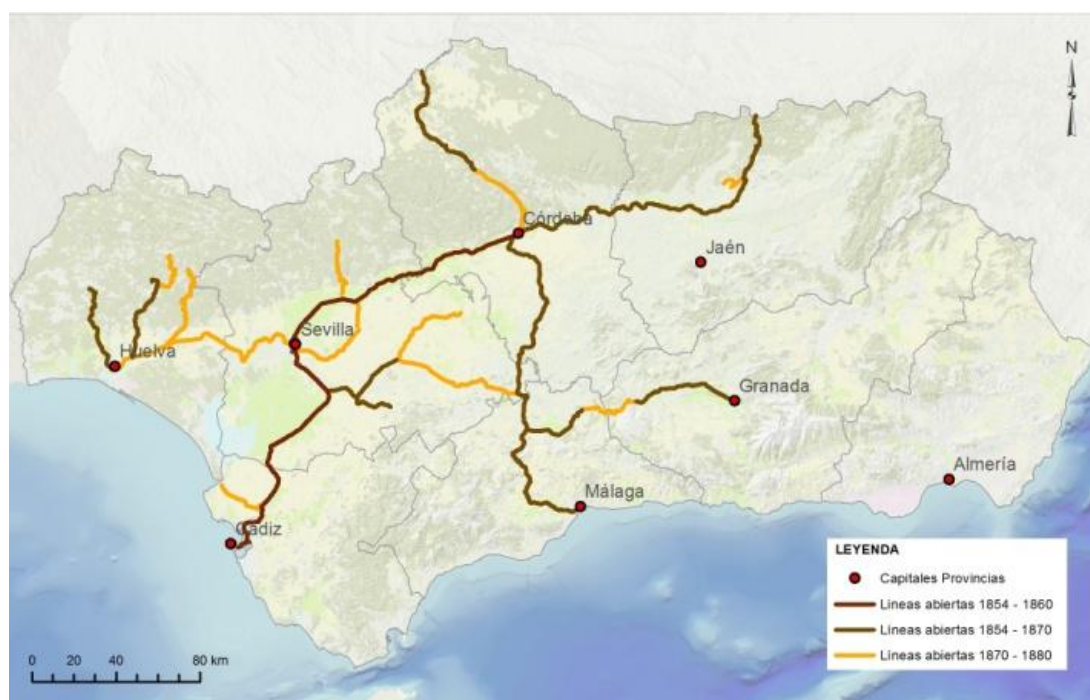 N
Córdoba
Jaén
Sevilla
Huelva
Granada
Almería
Málaga
Cádiz
LEYENDA
Capitales Provincias
Líneas abiertas 1854 - 1860
Líneas abiertas 1854 - 1870
Líneas abiertas 1870 - 1880
0 20 40 80 km